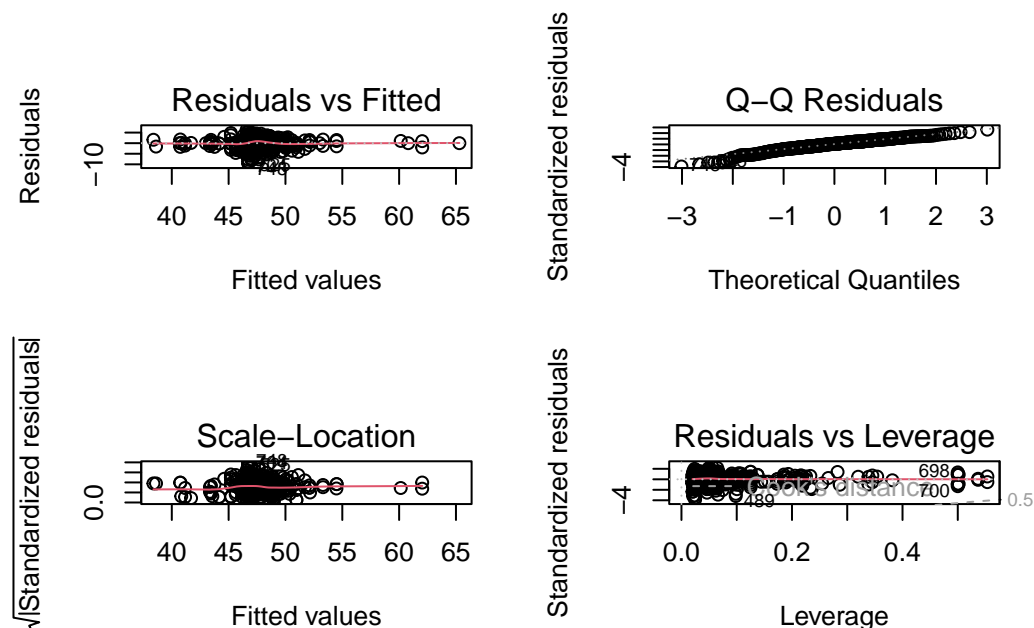 Residuals vs Fitted
Residuals
−10
40 45 50 55 60 65
Fitted values
Q−Q Residuals
Standardized residuals
−4
−3 −1 0 1 2 3
Theoretical Quantiles
Scale−Location
√|Standardized residuals|
0.0
40 45 50 55 60 65
Fitted values
Residuals vs Leverage
Standardized residuals
−4
698
Cook's distance
700
489
0.5
0.0 0.2 0.4
Leverage